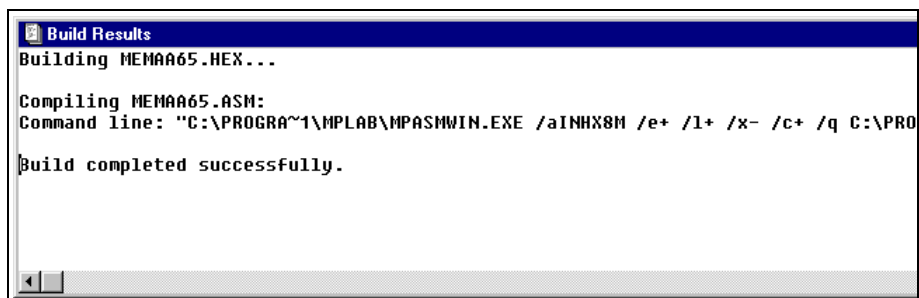 Build Results
Building MEMAA65.HEX...
Compiling MEMAA65.ASM:
Command line: "C:\PROGRA~1\MPLAB\MPASMWIN.EXE /aINHX8M /e+ /l+ /x- /c+ /q C:\PRO
Build completed successfully.